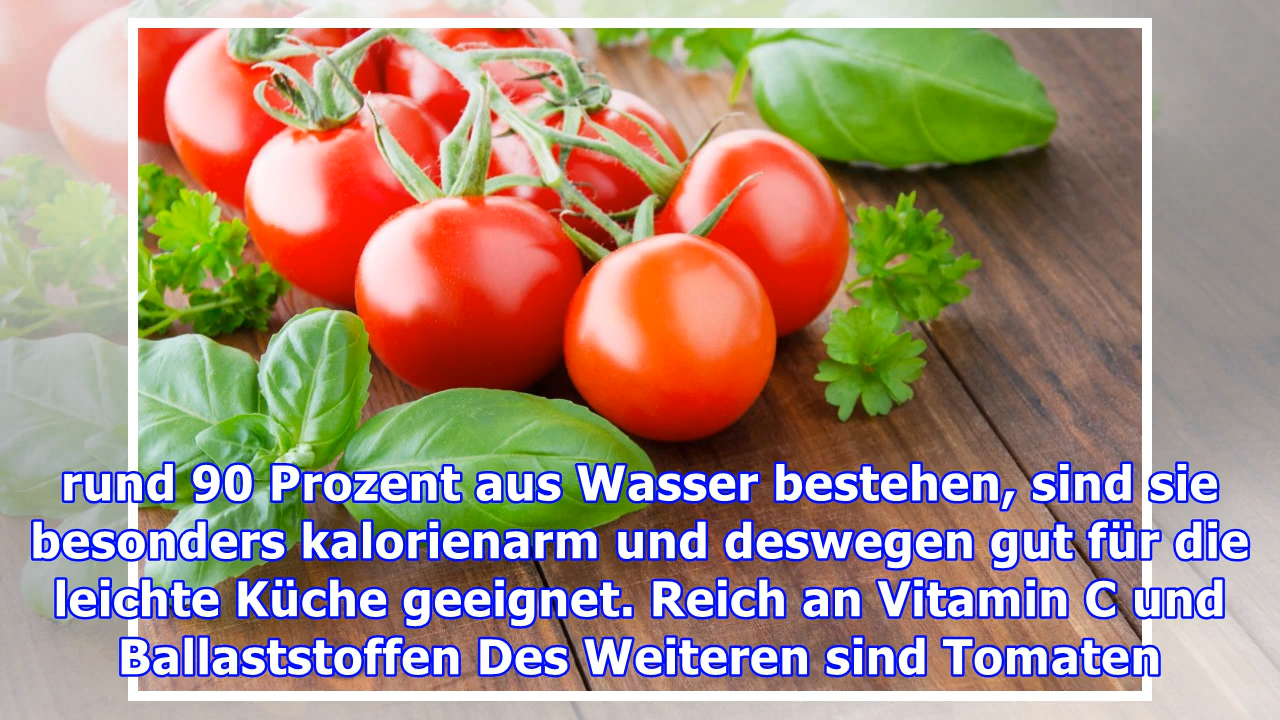 rund 90 Prozent aus Wasser bestehen, sind sie
besonders kalorienarm und deswegen gut für die
leichte Küche geeignet. Reich an Vitamin C und
Ballaststoffen Des Weiteren sind Tomaten